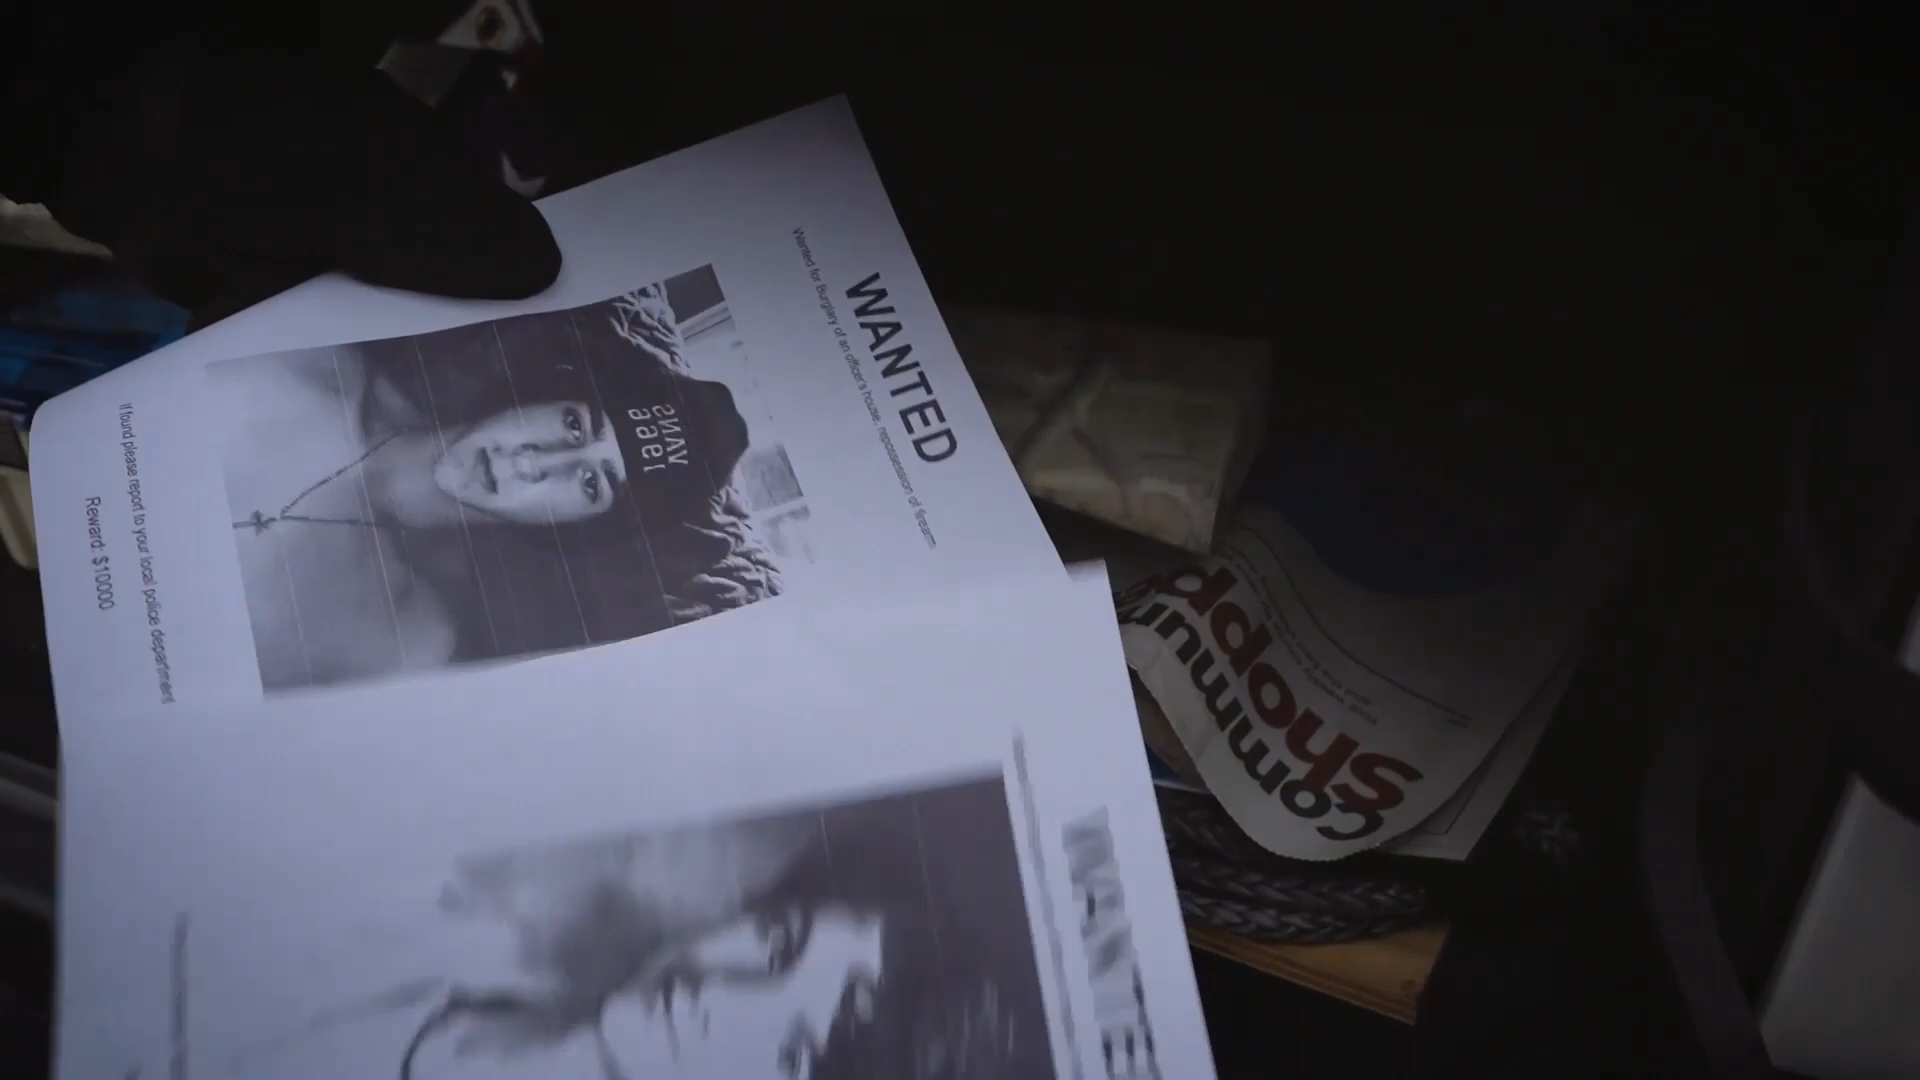 WANTED
Wanted for Burglary of an officer's house, repossession of firearm
VANS
1966
If found please report to your local police department
Reward: $10000
WANTE
commun
shopp